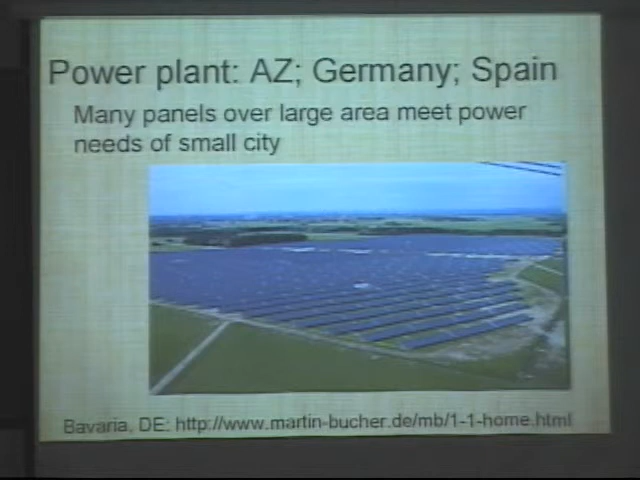 Power plant: AZ; Germany; Spain
Many panels over large area meet power
needs of small city
Bavaria, DE: http://www.martin-bucher.de/mb/1-1-home.html